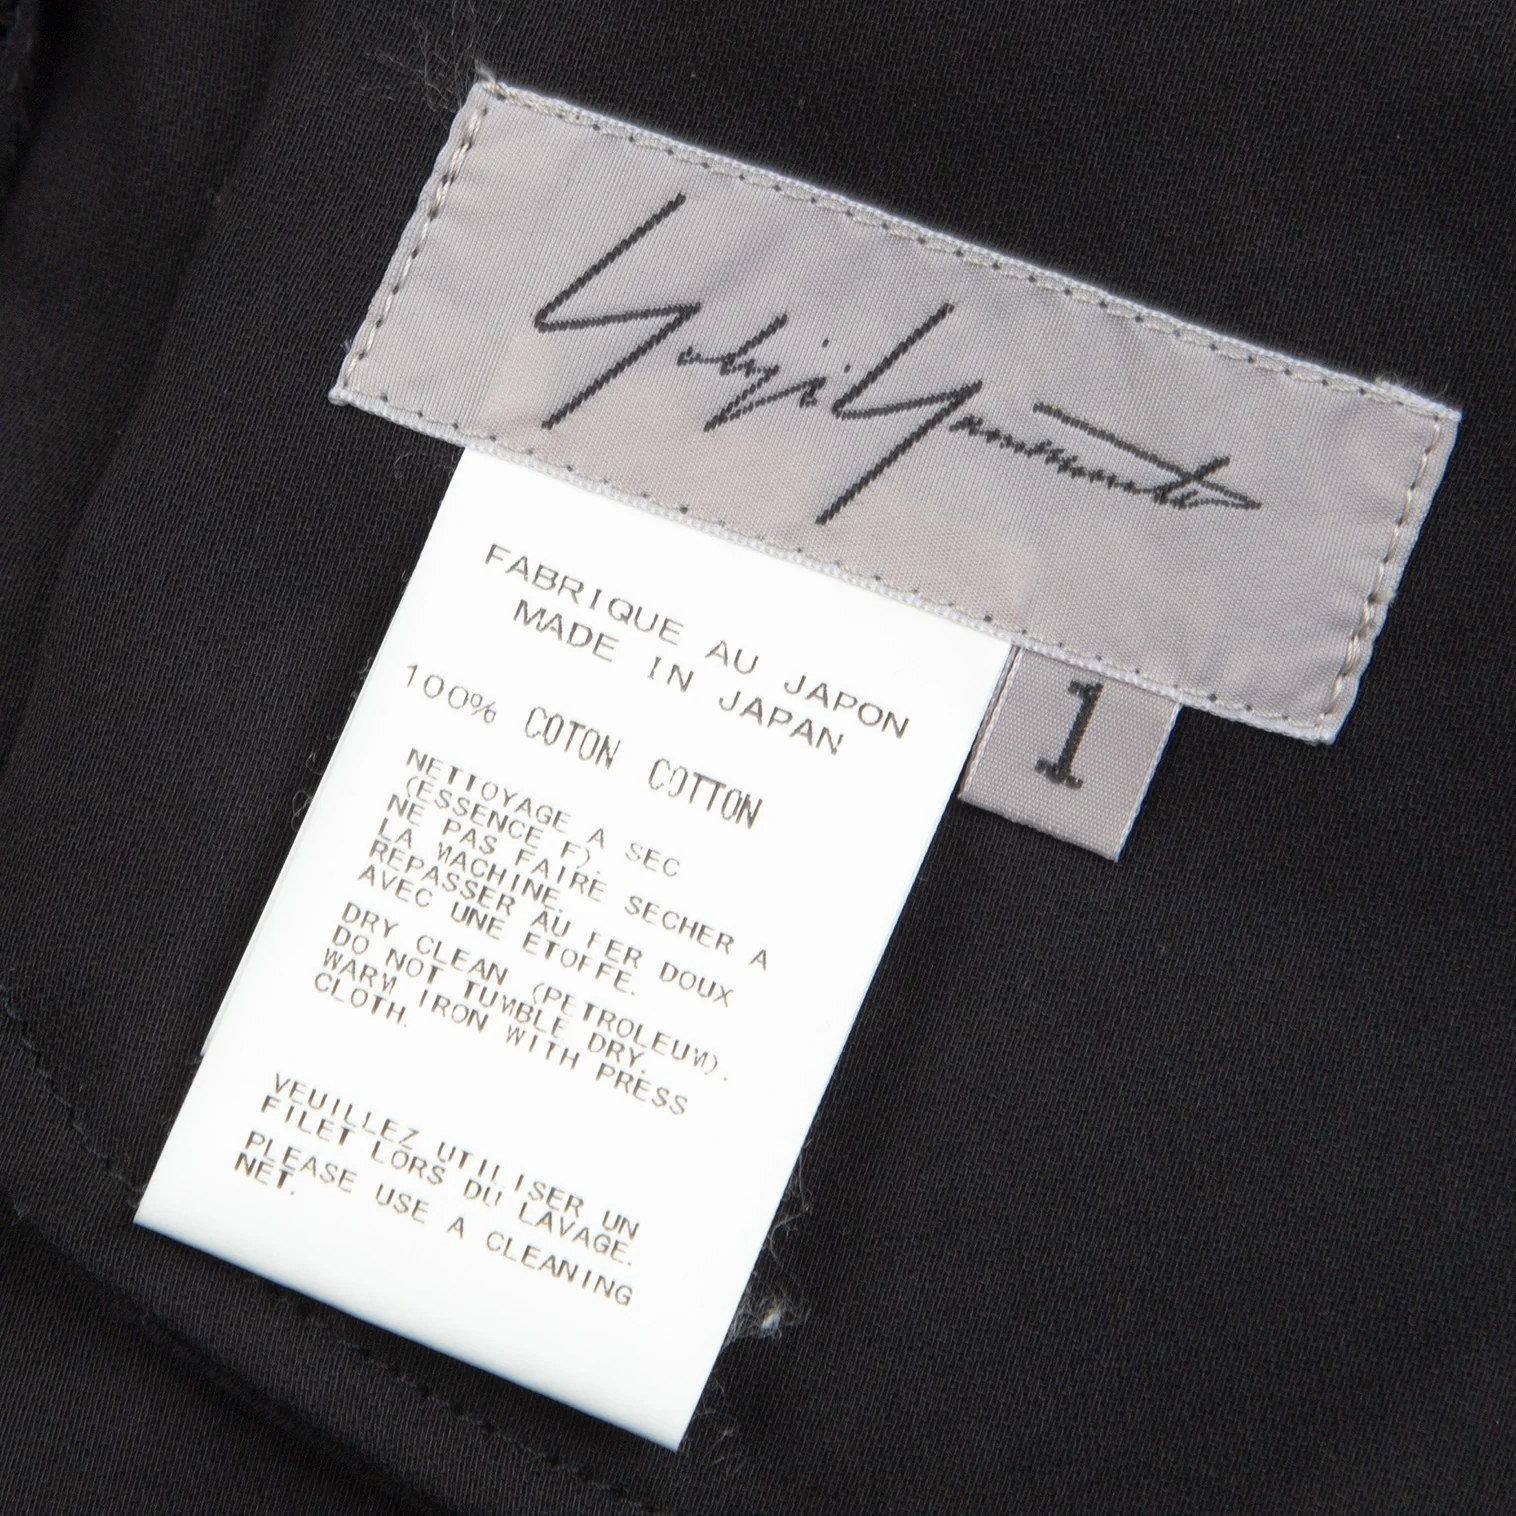 Yohji Yamamoto
1
FABRIQUE AU JAPON
MADE IN JAPAN
100% COTON COTTON
NETTOYAGE A SEC
(ESSENCE F).
NE PAS FAIRE SECHER A
LA MACHINE.
REPASSER AU FER DOUX
AVEC UNE ETOFFE.
DRY CLEAN (PETROLEUM).
DO NOT TUMBLE DRY.
WARM IRON WITH PRESS
CLOTH.
VEUILLEZ UTILISER UN
FILET LORS DU LAVAGE.
PLEASE USE A CLEANING
NET.